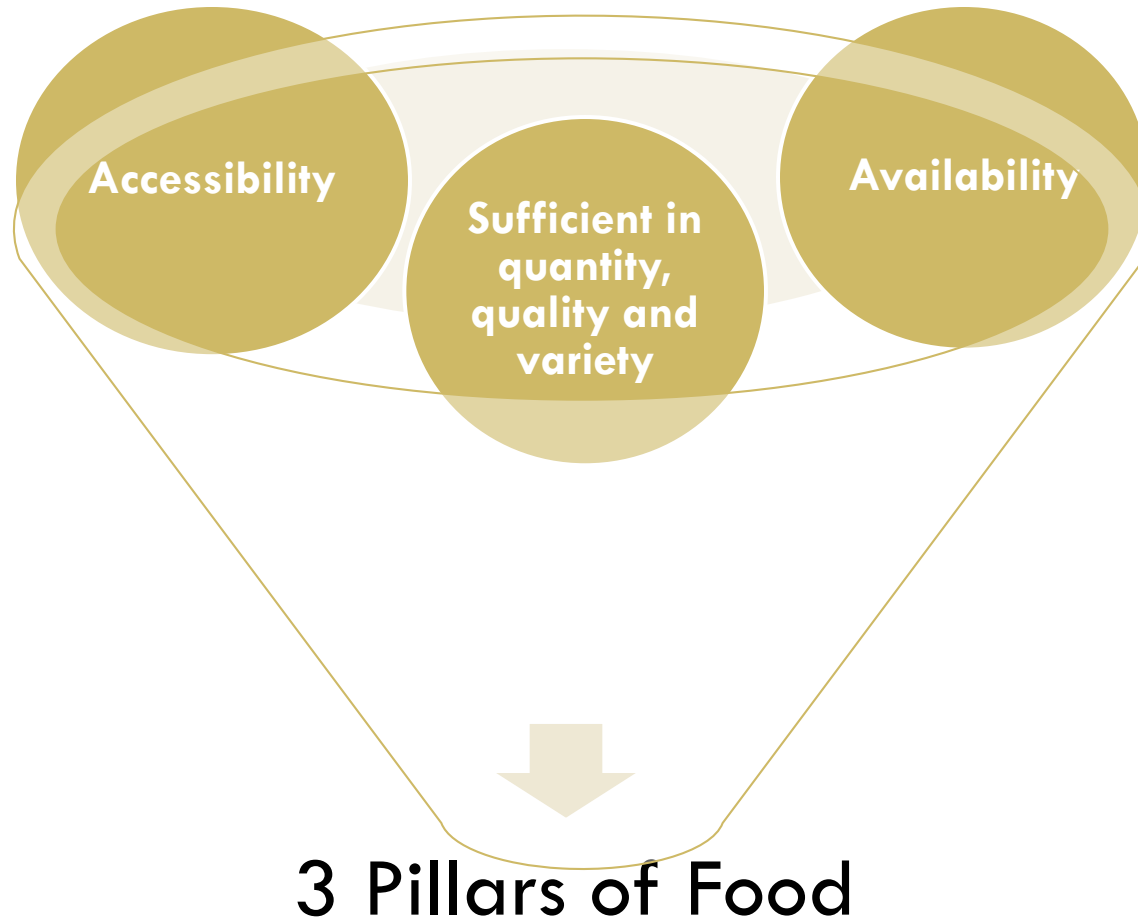 Accessibility
Sufficient in
quantity,
quality and
variety
Availability
3 Pillars of Food